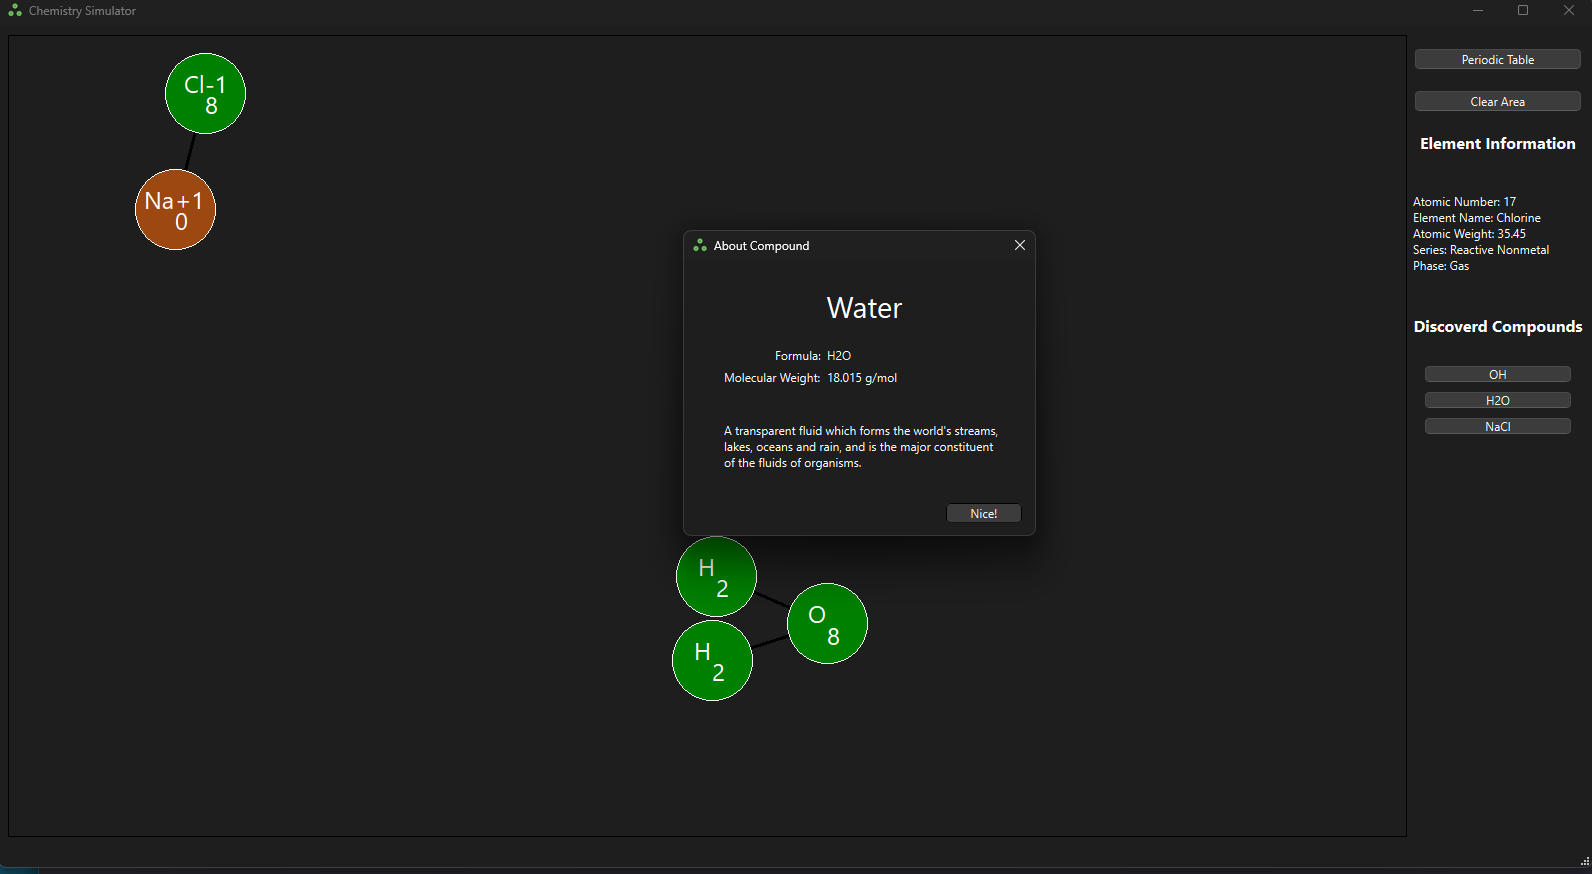 Chemistry Simulator
Cl-1
8
Na+1
0
About Compound
Water
Formula: H2O
Molecular Weight: 18.015 g/mol
A transparent fluid which forms the world's streams,
lakes, oceans and rain, and is the major constituent
of the fluids of organisms.
Nice!
H
2
O
8
H
2
Periodic Table
Clear Area
Element Information
Atomic Number: 17
Element Name: Chlorine
Atomic Weight: 35.45
Series: Reactive Nonmetal
Phase: Gas
Discoverd Compounds
OH
H2O
NaCl